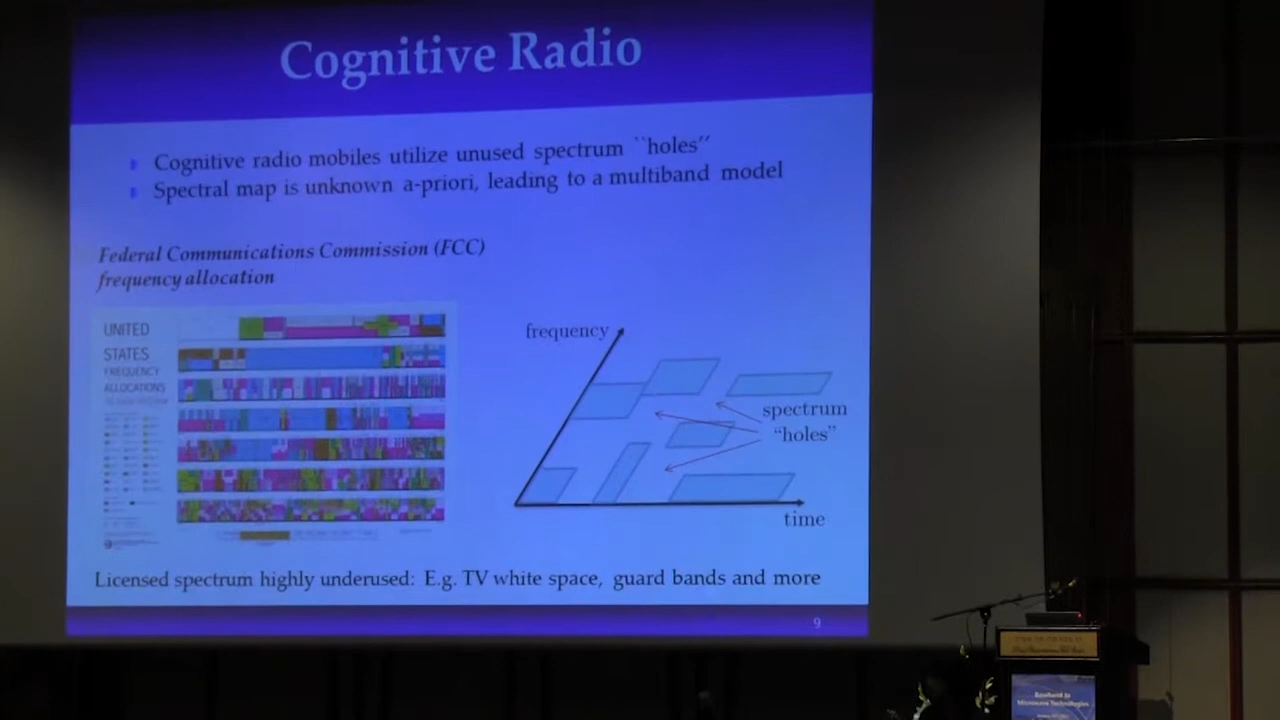 Cognitive Radio
Cognitive radio mobiles utilize unused spectrum ``holes''
Spectral map is unknown a-priori, leading to a multiband model
Federal Communications Commission (FCC)
frequency allocation
UNITED
STATES
FREQUENCY
ALLOCATIONS
frequency
spectrum
“holes”
time
Licensed spectrum highly underused: E.g. TV white space, guard bands and more
9
Microwave Technologies